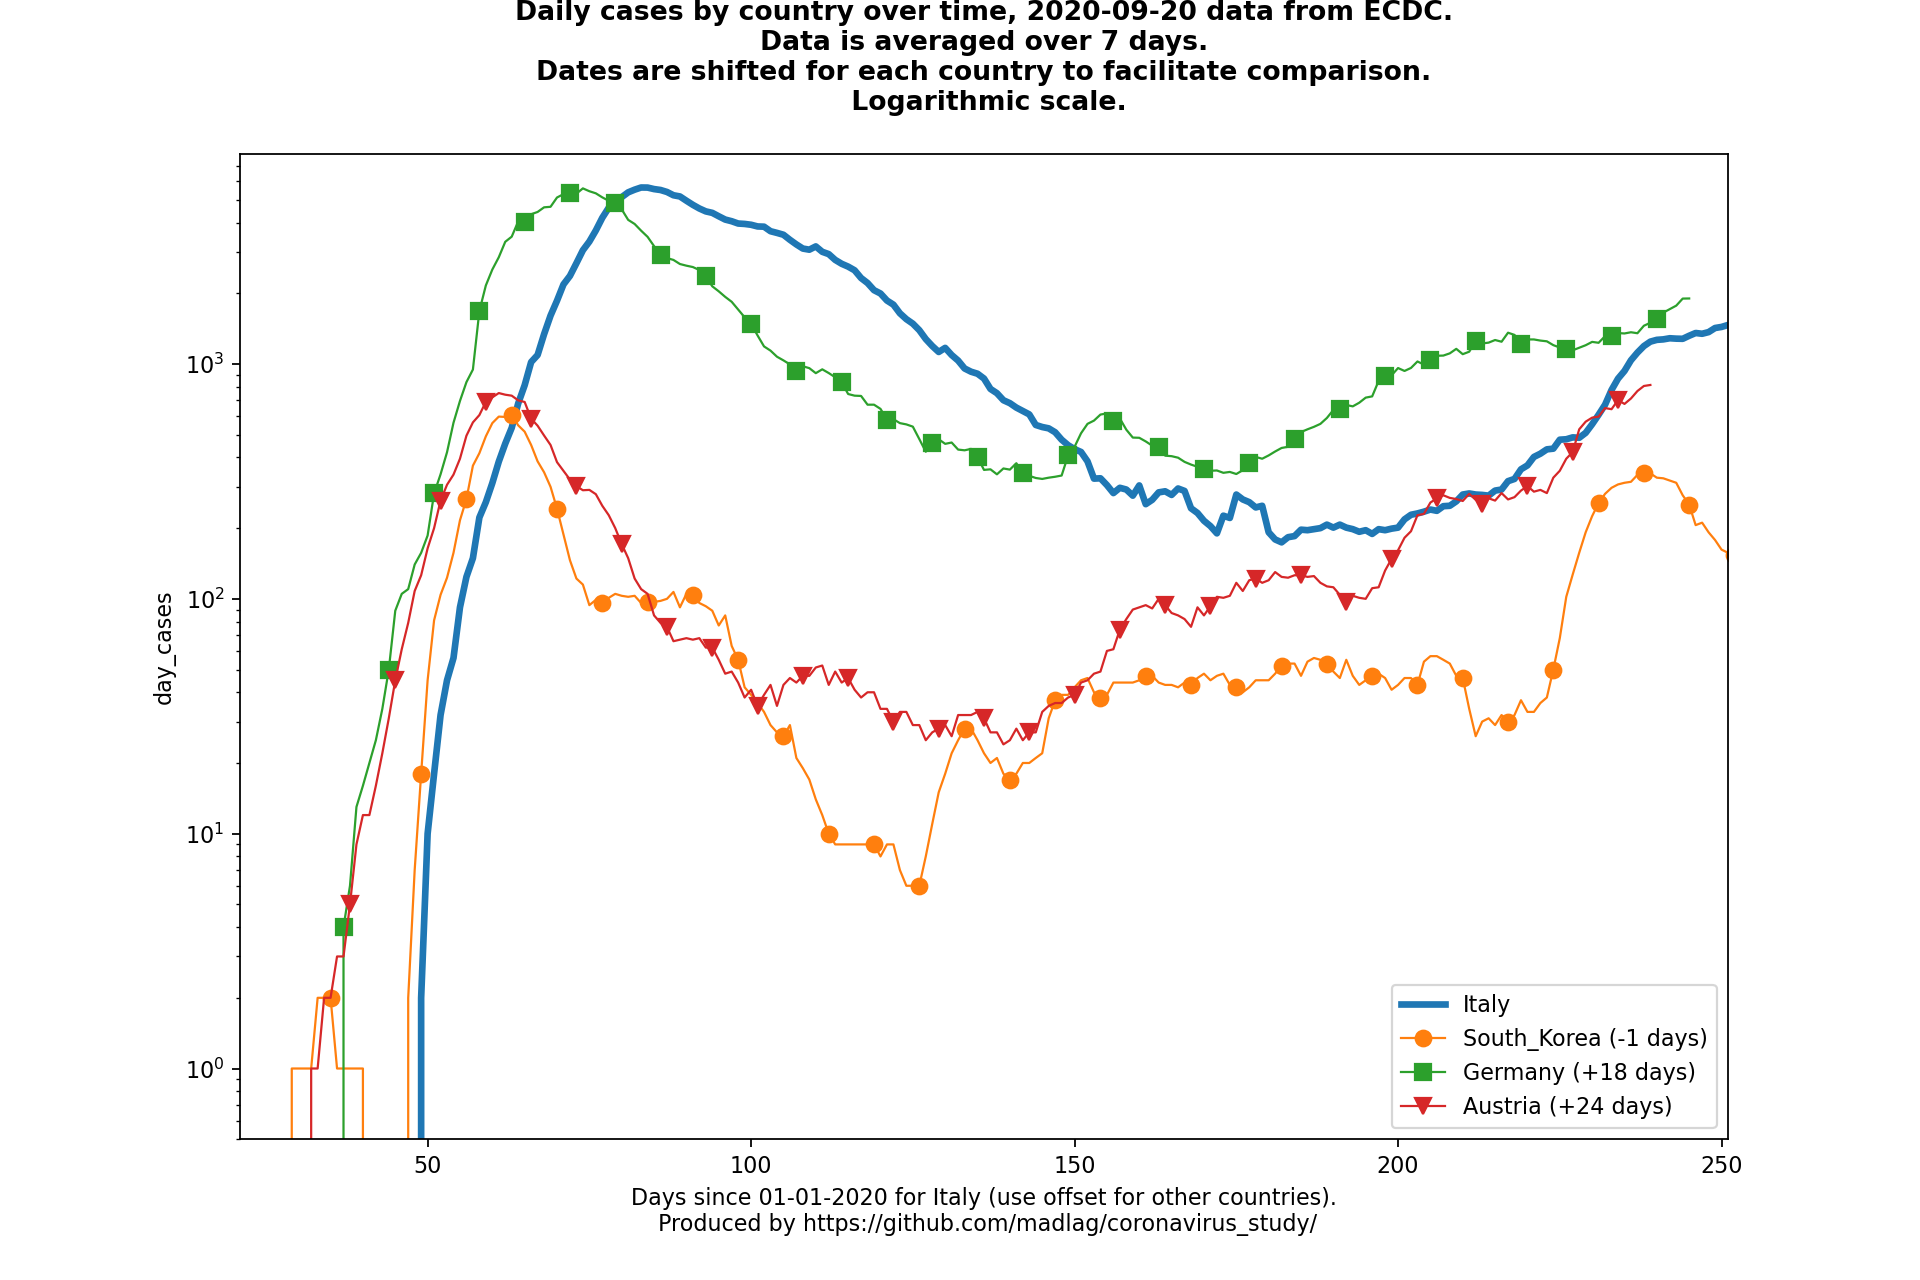 Daily cases by country over time, 2020-09-20 data from ECDC.
Data is averaged over 7 days.
Dates are shifted for each country to facilitate comparison.
Logarithmic scale.
day_cases
10^3
10^2
10^1
10^0
50
100
150
200
250
Italy
South_Korea (-1 days)
Germany (+18 days)
Austria (+24 days)
Days since 01-01-2020 for Italy (use offset for other countries).
Produced by https://github.com/madlag/coronavirus_study/